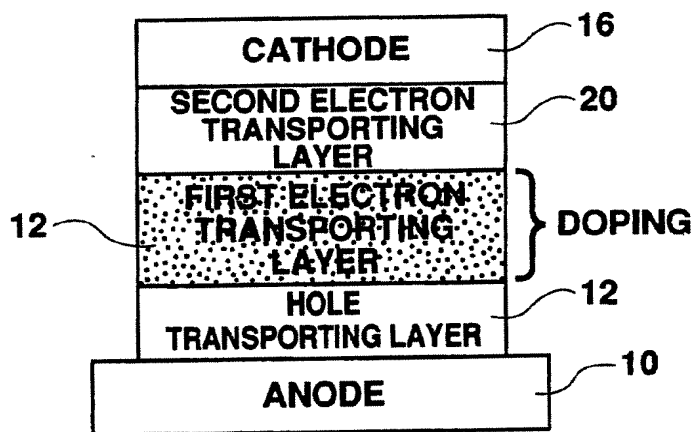 16
CATHODE
SECOND ELECTRON
TRANSPORTING
LAYER
20
FIRST ELECTRON
TRANSPORTING
LAYER
12
DOPING
HOLE
TRANSPORTING LAYER
12
ANODE
10